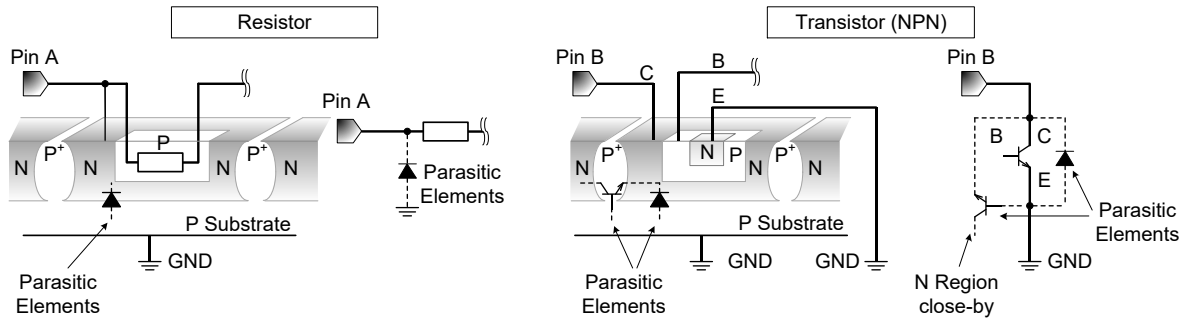 Resistor
Transistor (NPN)
Pin A
Pin A
N
P+
N
P
N
P+
N
Parasitic
Elements
P Substrate
GND
Parasitic
Elements
Pin B
C
B
E
N
P+
N
N
P
N
P+
N
P Substrate
GND
GND
Parasitic
Elements
Pin B
B
C
E
Parasitic
Elements
GND
N Region
close-by